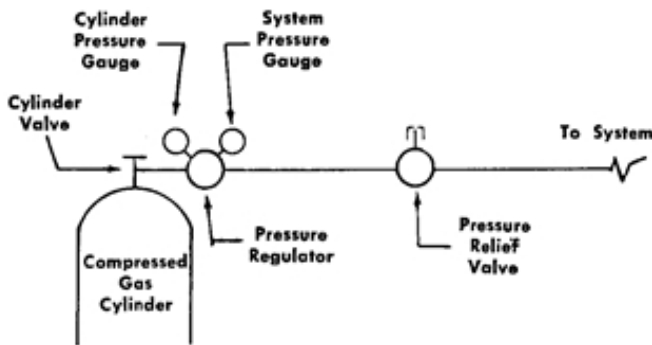 Cylinder
Pressure
Gauge
System
Pressure
Gauge
Cylinder
Valve
To System
Pressure
Regulator
Pressure
Relief
Valve
Compressed
Gas
Cylinder